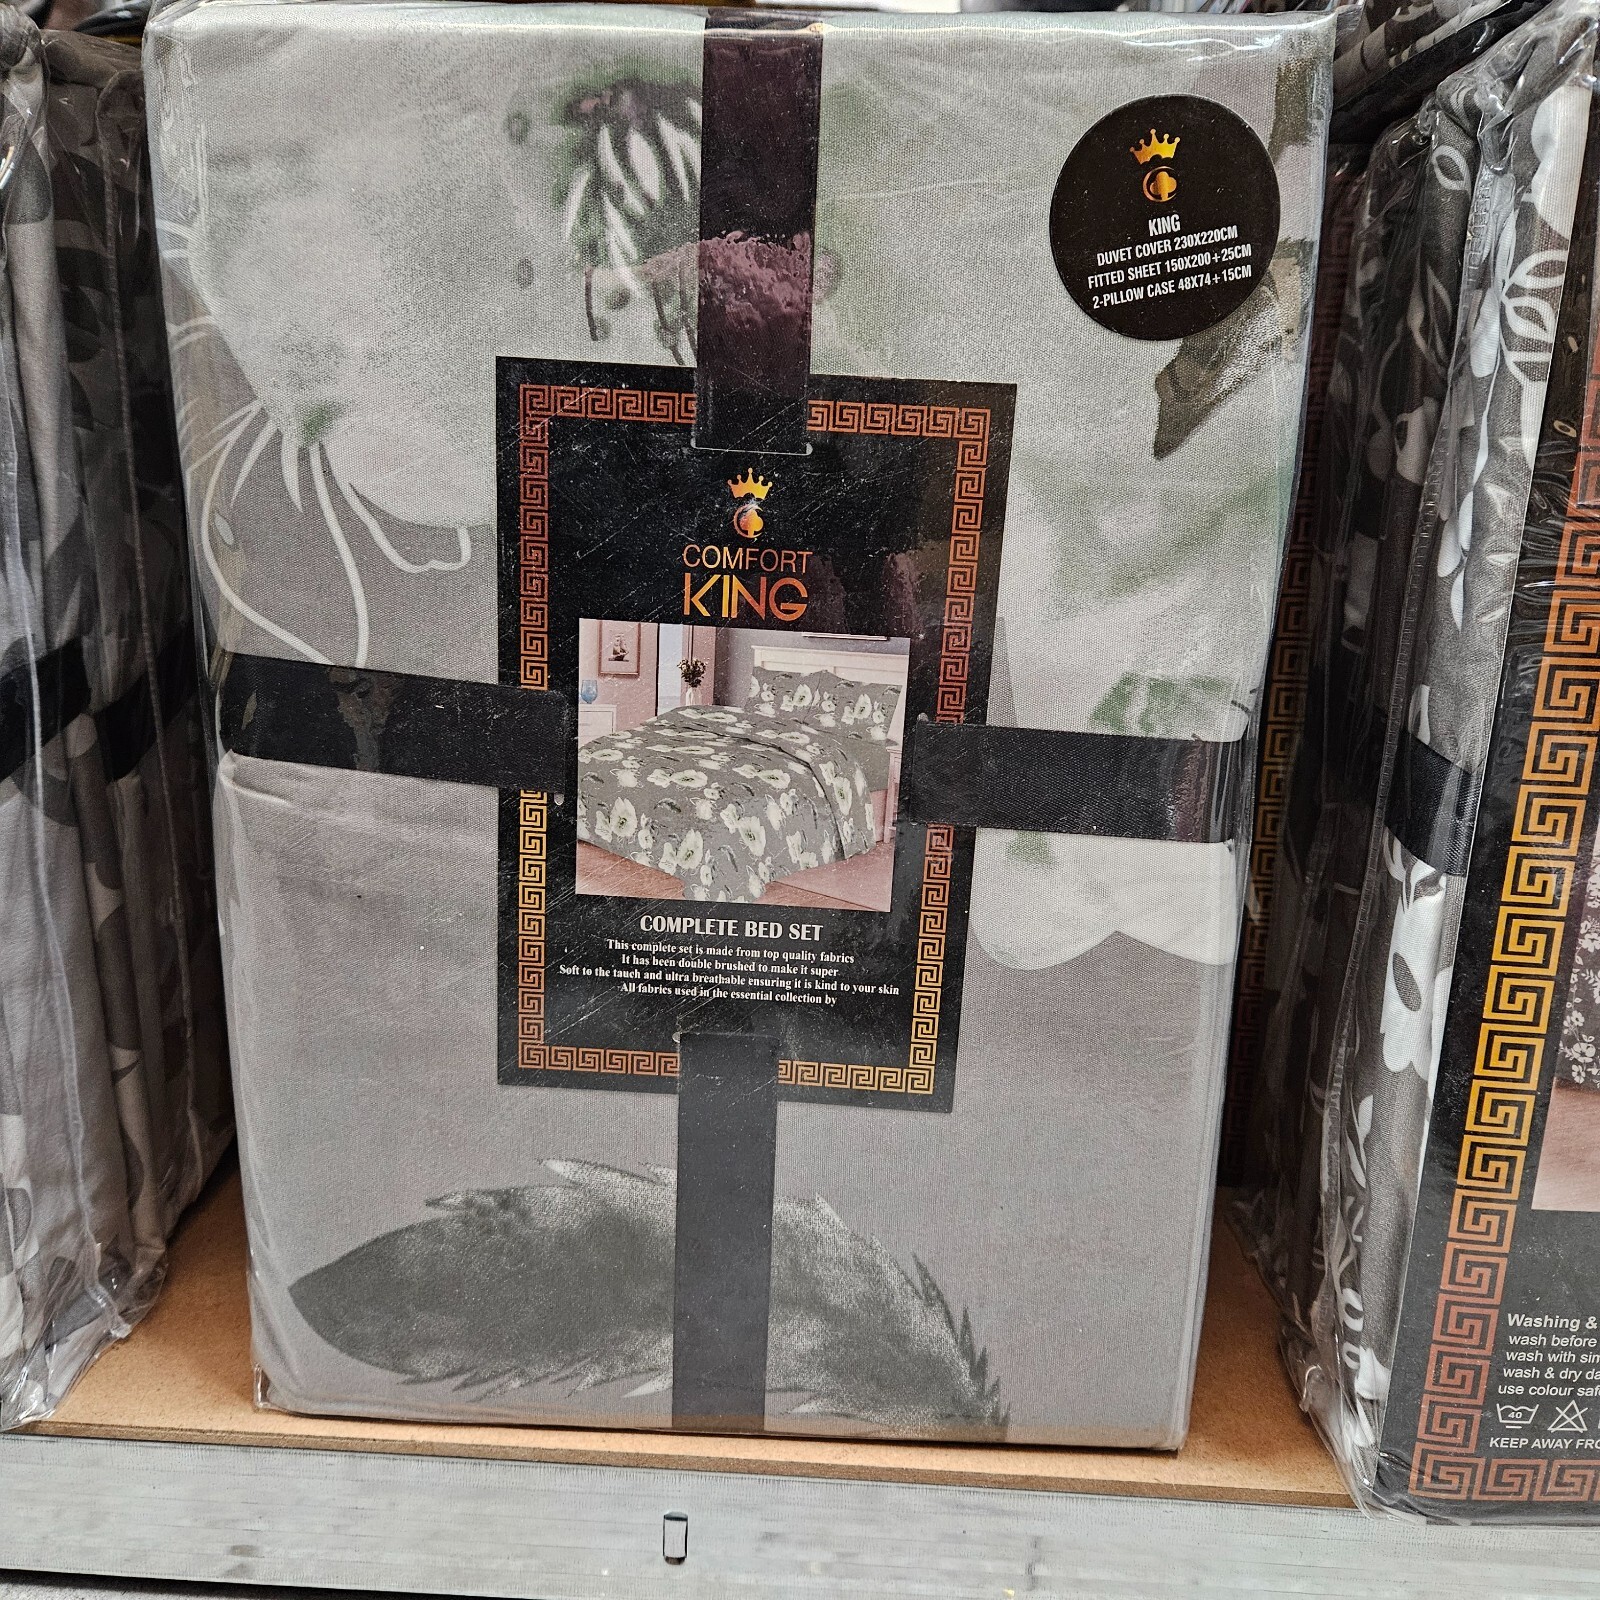 KING
DUVET COVER 230X220CM
FITTED SHEET 150X200+25CM
2-PILLOW CASE 48X74+15CM
COMFORT
KING
COMPLETE BED SET
This complete set is made from top quality fabrics
It has been double brushed to make it super
Soft to the tauch and ultra breathable ensuring it is kind to your skin
All fabrics used in the essential collection by
Washing &
wash before
wash with sim
wash & dry da
use colour safe
40
KEEP AWAY FRO